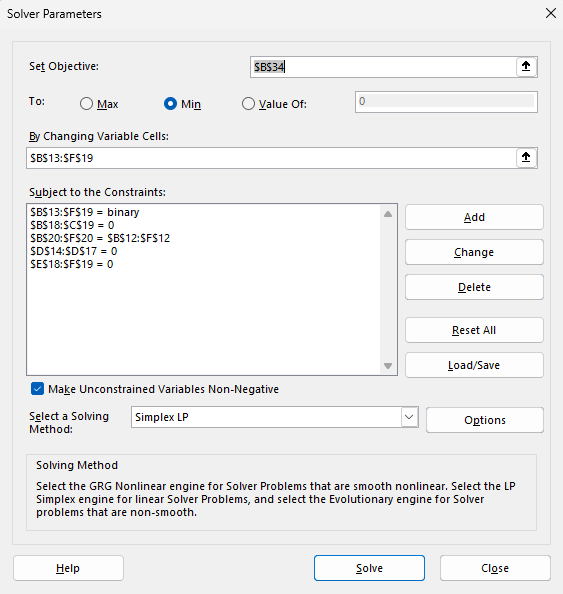 Solver Parameters
Set Objective:
$B$34
To:
Max
Min
Value Of:
0
By Changing Variable Cells:
$B$13:$F$19
Subject to the Constraints:
$B$13:$F$19 = binary
$B$18:$C$19 = 0
$B$20:$F$20 = $B$12:$F$12
$D$14:$D$17 = 0
$E$18:$F$19 = 0
Add
Change
Delete
Reset All
Load/Save
Make Unconstrained Variables Non-Negative
Select a Solving
Method:
Simplex LP
Options
Solving Method
Select the GRG Nonlinear engine for Solver Problems that are smooth nonlinear. Select the LP
Simplex engine for linear Solver Problems, and select the Evolutionary engine for Solver
problems that are non-smooth.
Help
Solve
Close